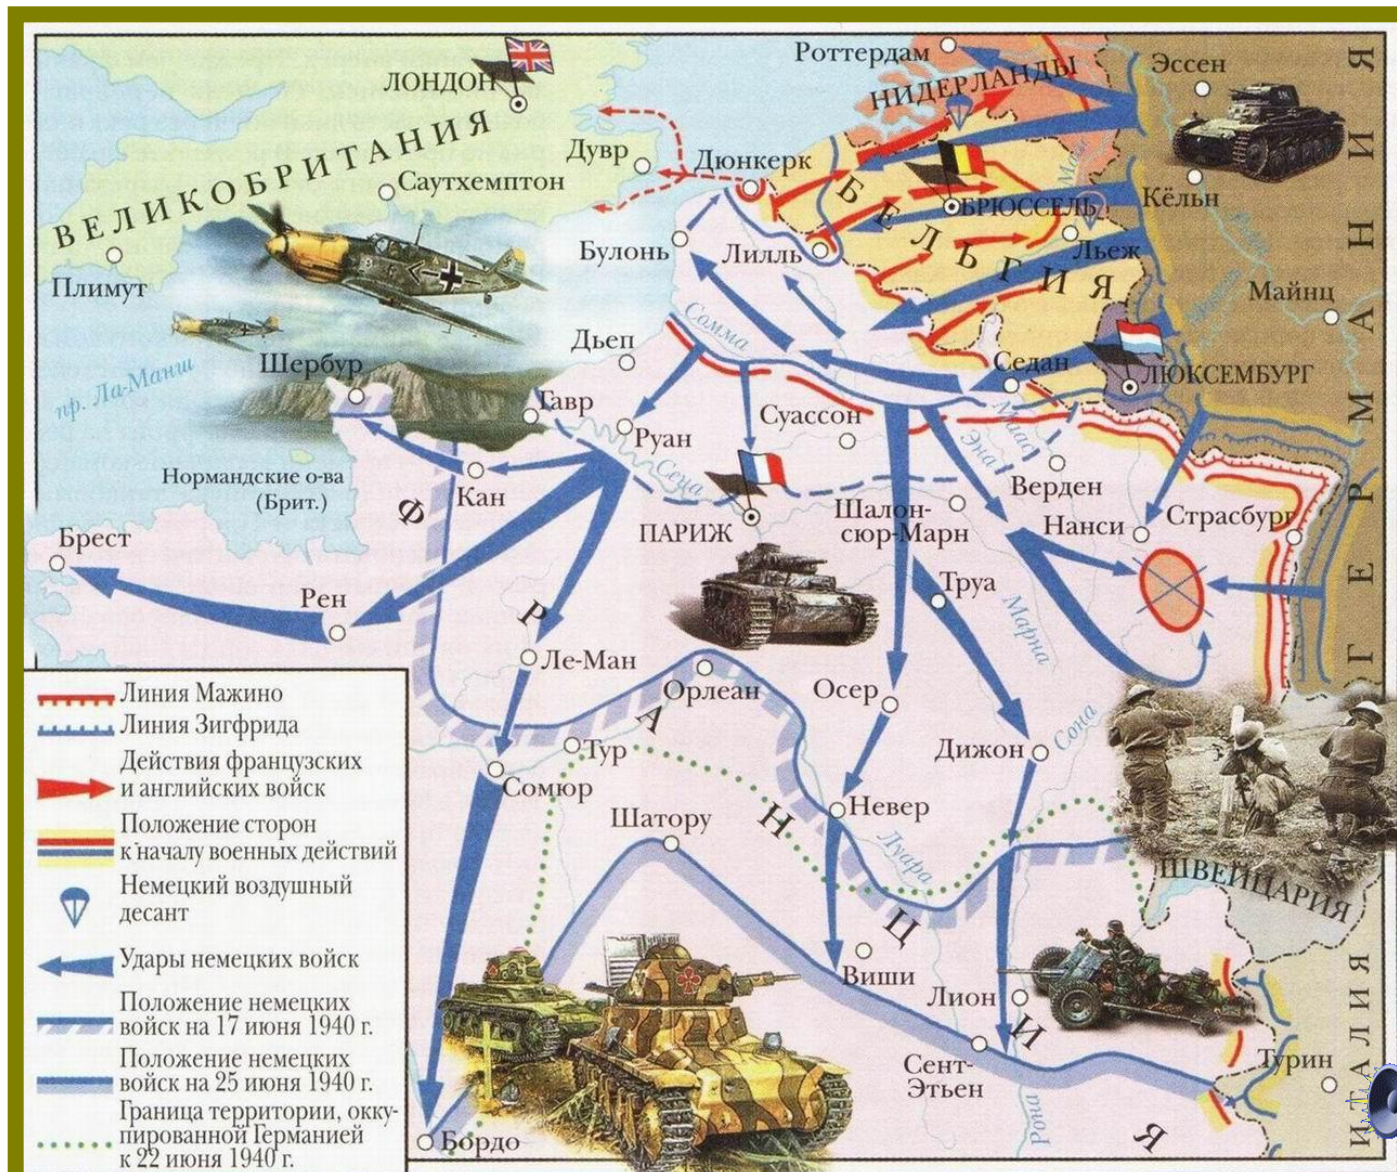 Роттердам
Эссен
ЛОНДОН
НИДЕРЛАНДЫ
ВЕЛИКОБРИТАНИЯ
Дувр
Дюнкерк
Маас
Саутхемптон
БЕЛЬГИЯ
БРЮССЕЛЬ
Кёльн
Рейн
ГЕРМАНИЯ
Плимут
Булонь
Лилль
Льеж
Майнц
Мозель
Сомма
Дьеп
Седан
ЛЮКСЕМБУРГ
пр. Ла-Манш
Шербур
Гавр
Руан
Суассон
Маас
Эна
Сена
Верден
Нормандские о-ва
(Брит.)
Кан
ФРАНЦИЯ
ПАРИЖ
Шалон-
сюр-Марн
Нанси
Страсбург
Брест
Рен
Труа
Марна
Ле-Ман
Орлеан
Осер
Дижон
Сона
Тур
Сомюр
Шатору
Невер
Луара
ШВЕЙЦАРИЯ
Виши
Лион
Сент-
Этьен
Рона
Турин
ИТАЛИЯ
Бордо
Линия Мажино
Линия Зигфрида
Действия французских
и английских войск
Положение сторон
к началу военных действий
Немецкий воздушный
десант
Удары немецких войск
Положение немецких
войск на 17 июня 1940 г.
Положение немецких
войск на 25 июня 1940 г.
Граница территории, окку-
пированной Германией
к 22 июня 1940 г.